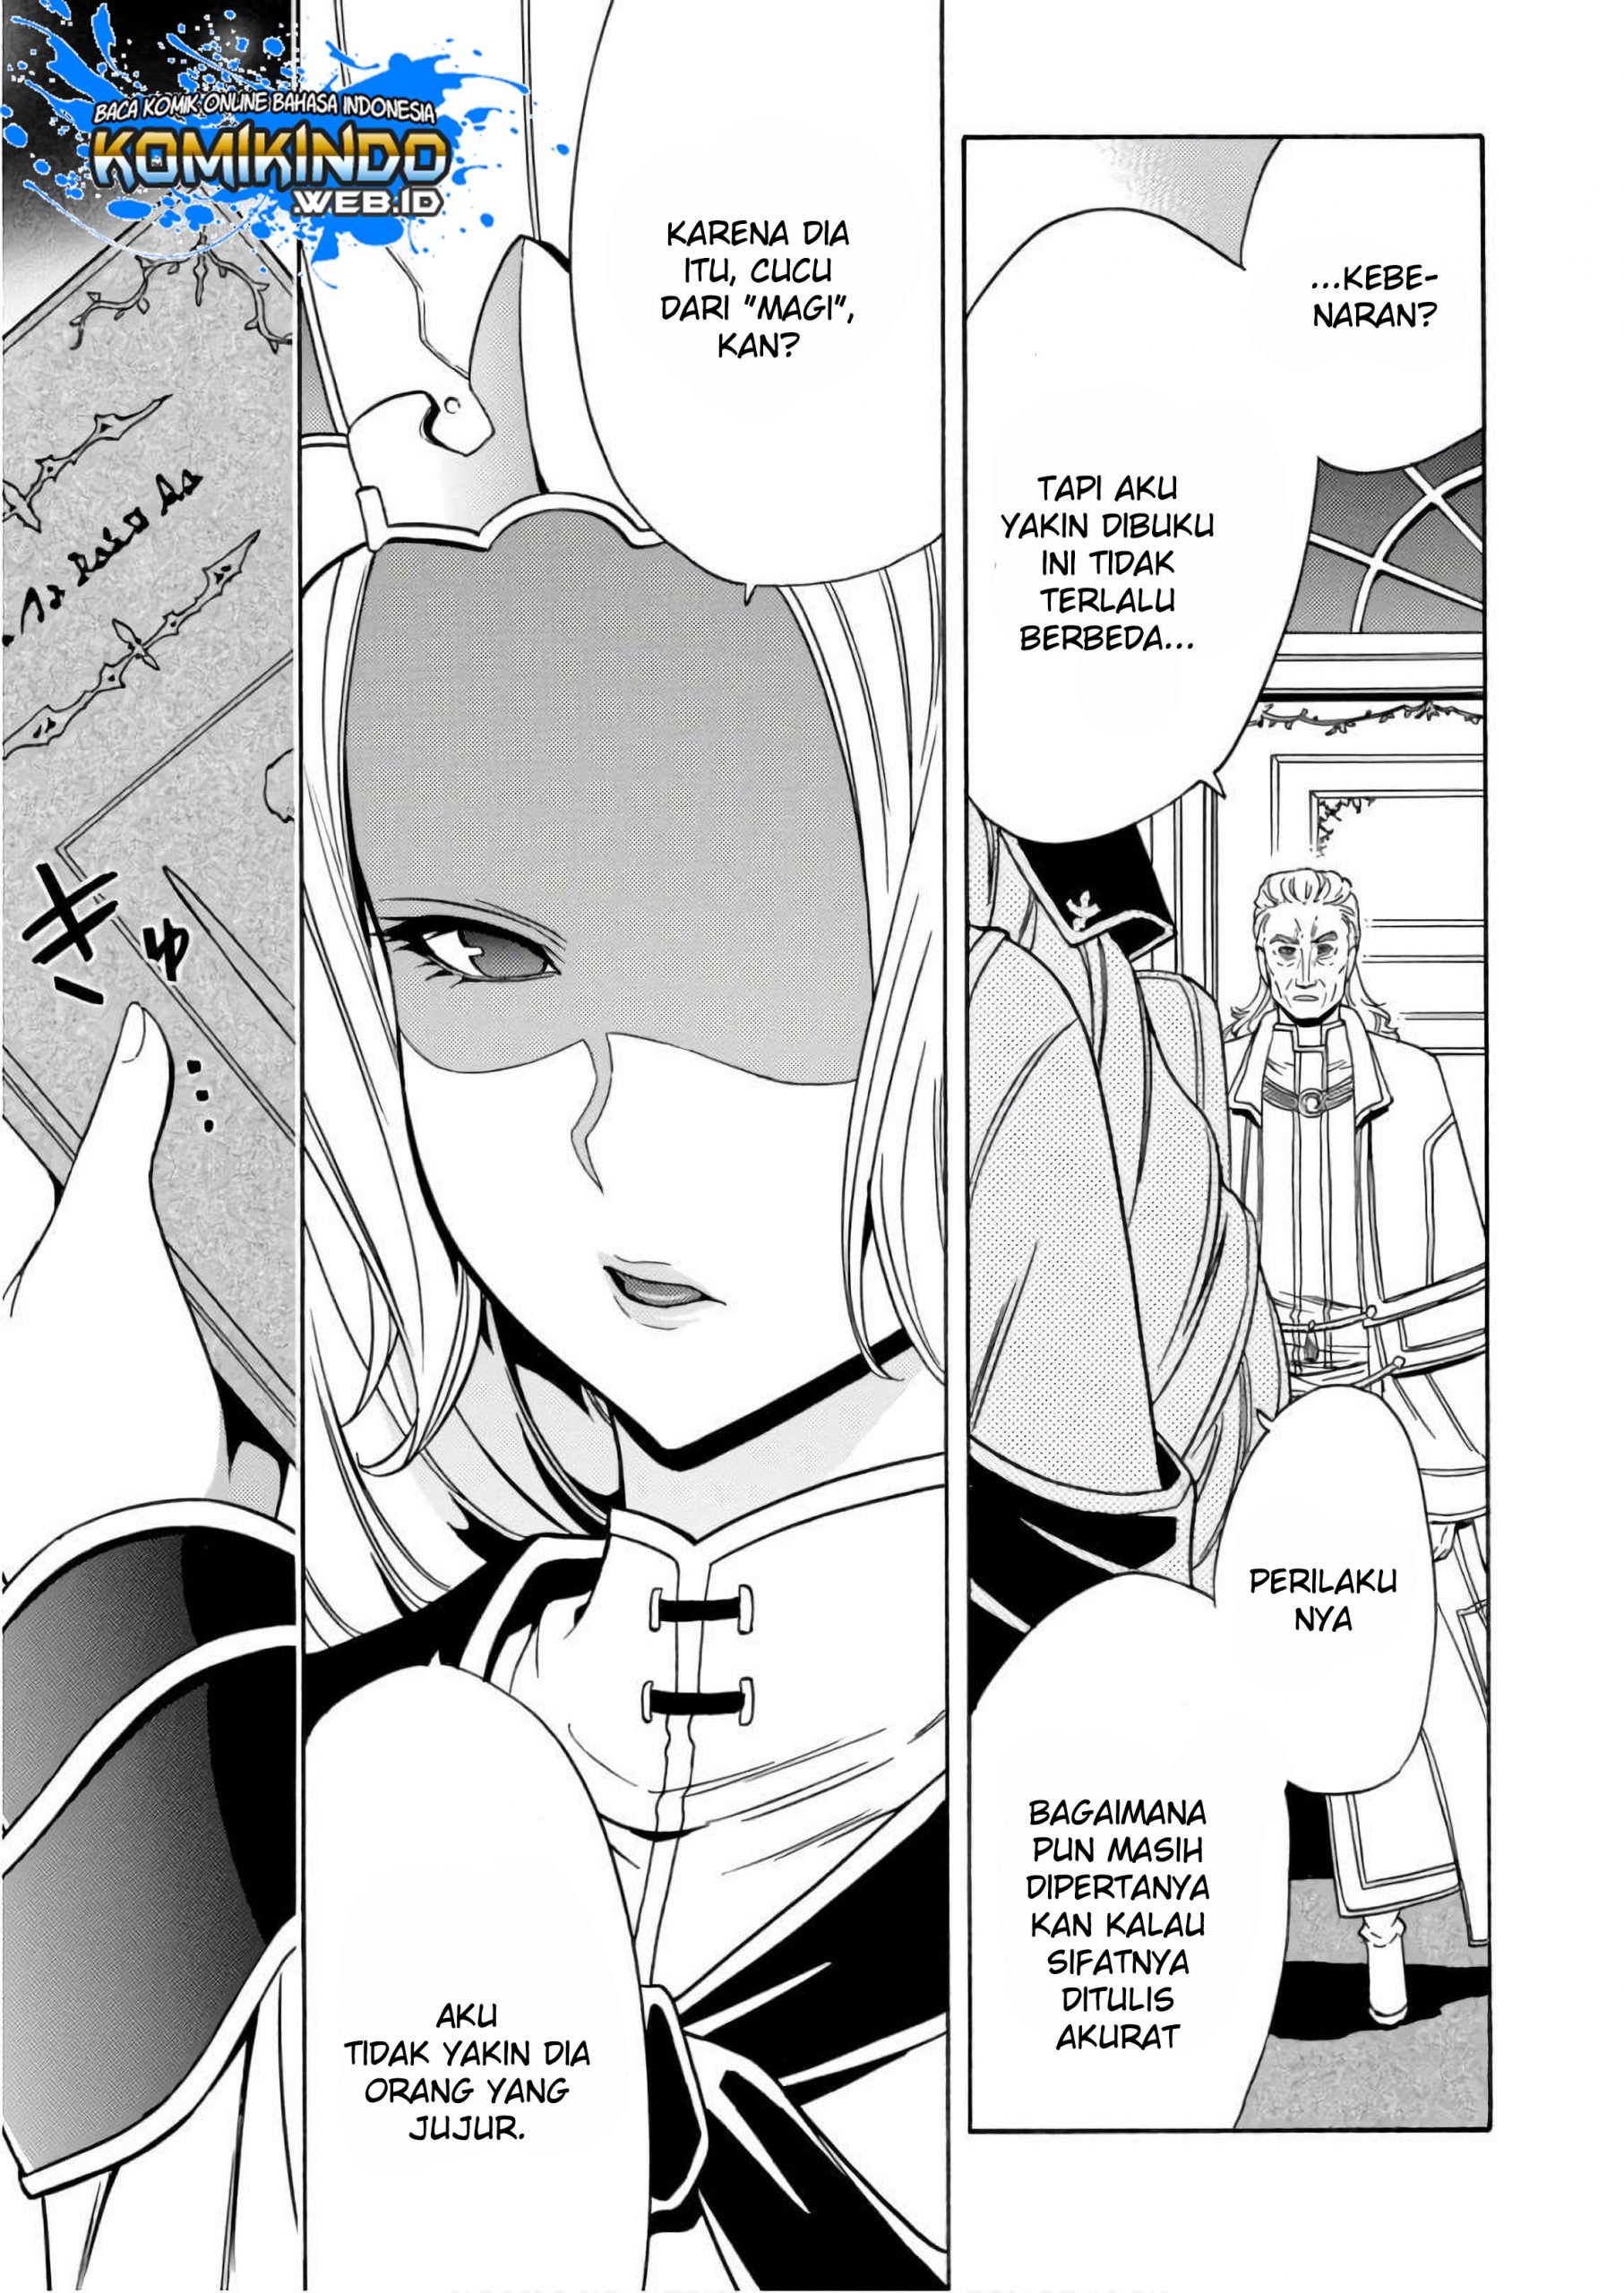 BACA KOMIK ONLINE BAHASA INDONESIA
KOMIKINDO
.WEB.ID
...KEBE-
NARAN?
TAPI AKU
YAKIN DIBUKU
INI TIDAK
TERLALU
BERBEDA...
PERILAKU
NYA
BAGAIMANA
PUN MASIH
DIPERTANYA
KAN KALAU
SIFATNYA
DITULIS
AKURAT
KARENA DIA
ITU, CUCU
DARI "MAGI",
KAN?
AKU
TIDAK YAKIN DIA
ORANG YANG
JUJUR.
キュ